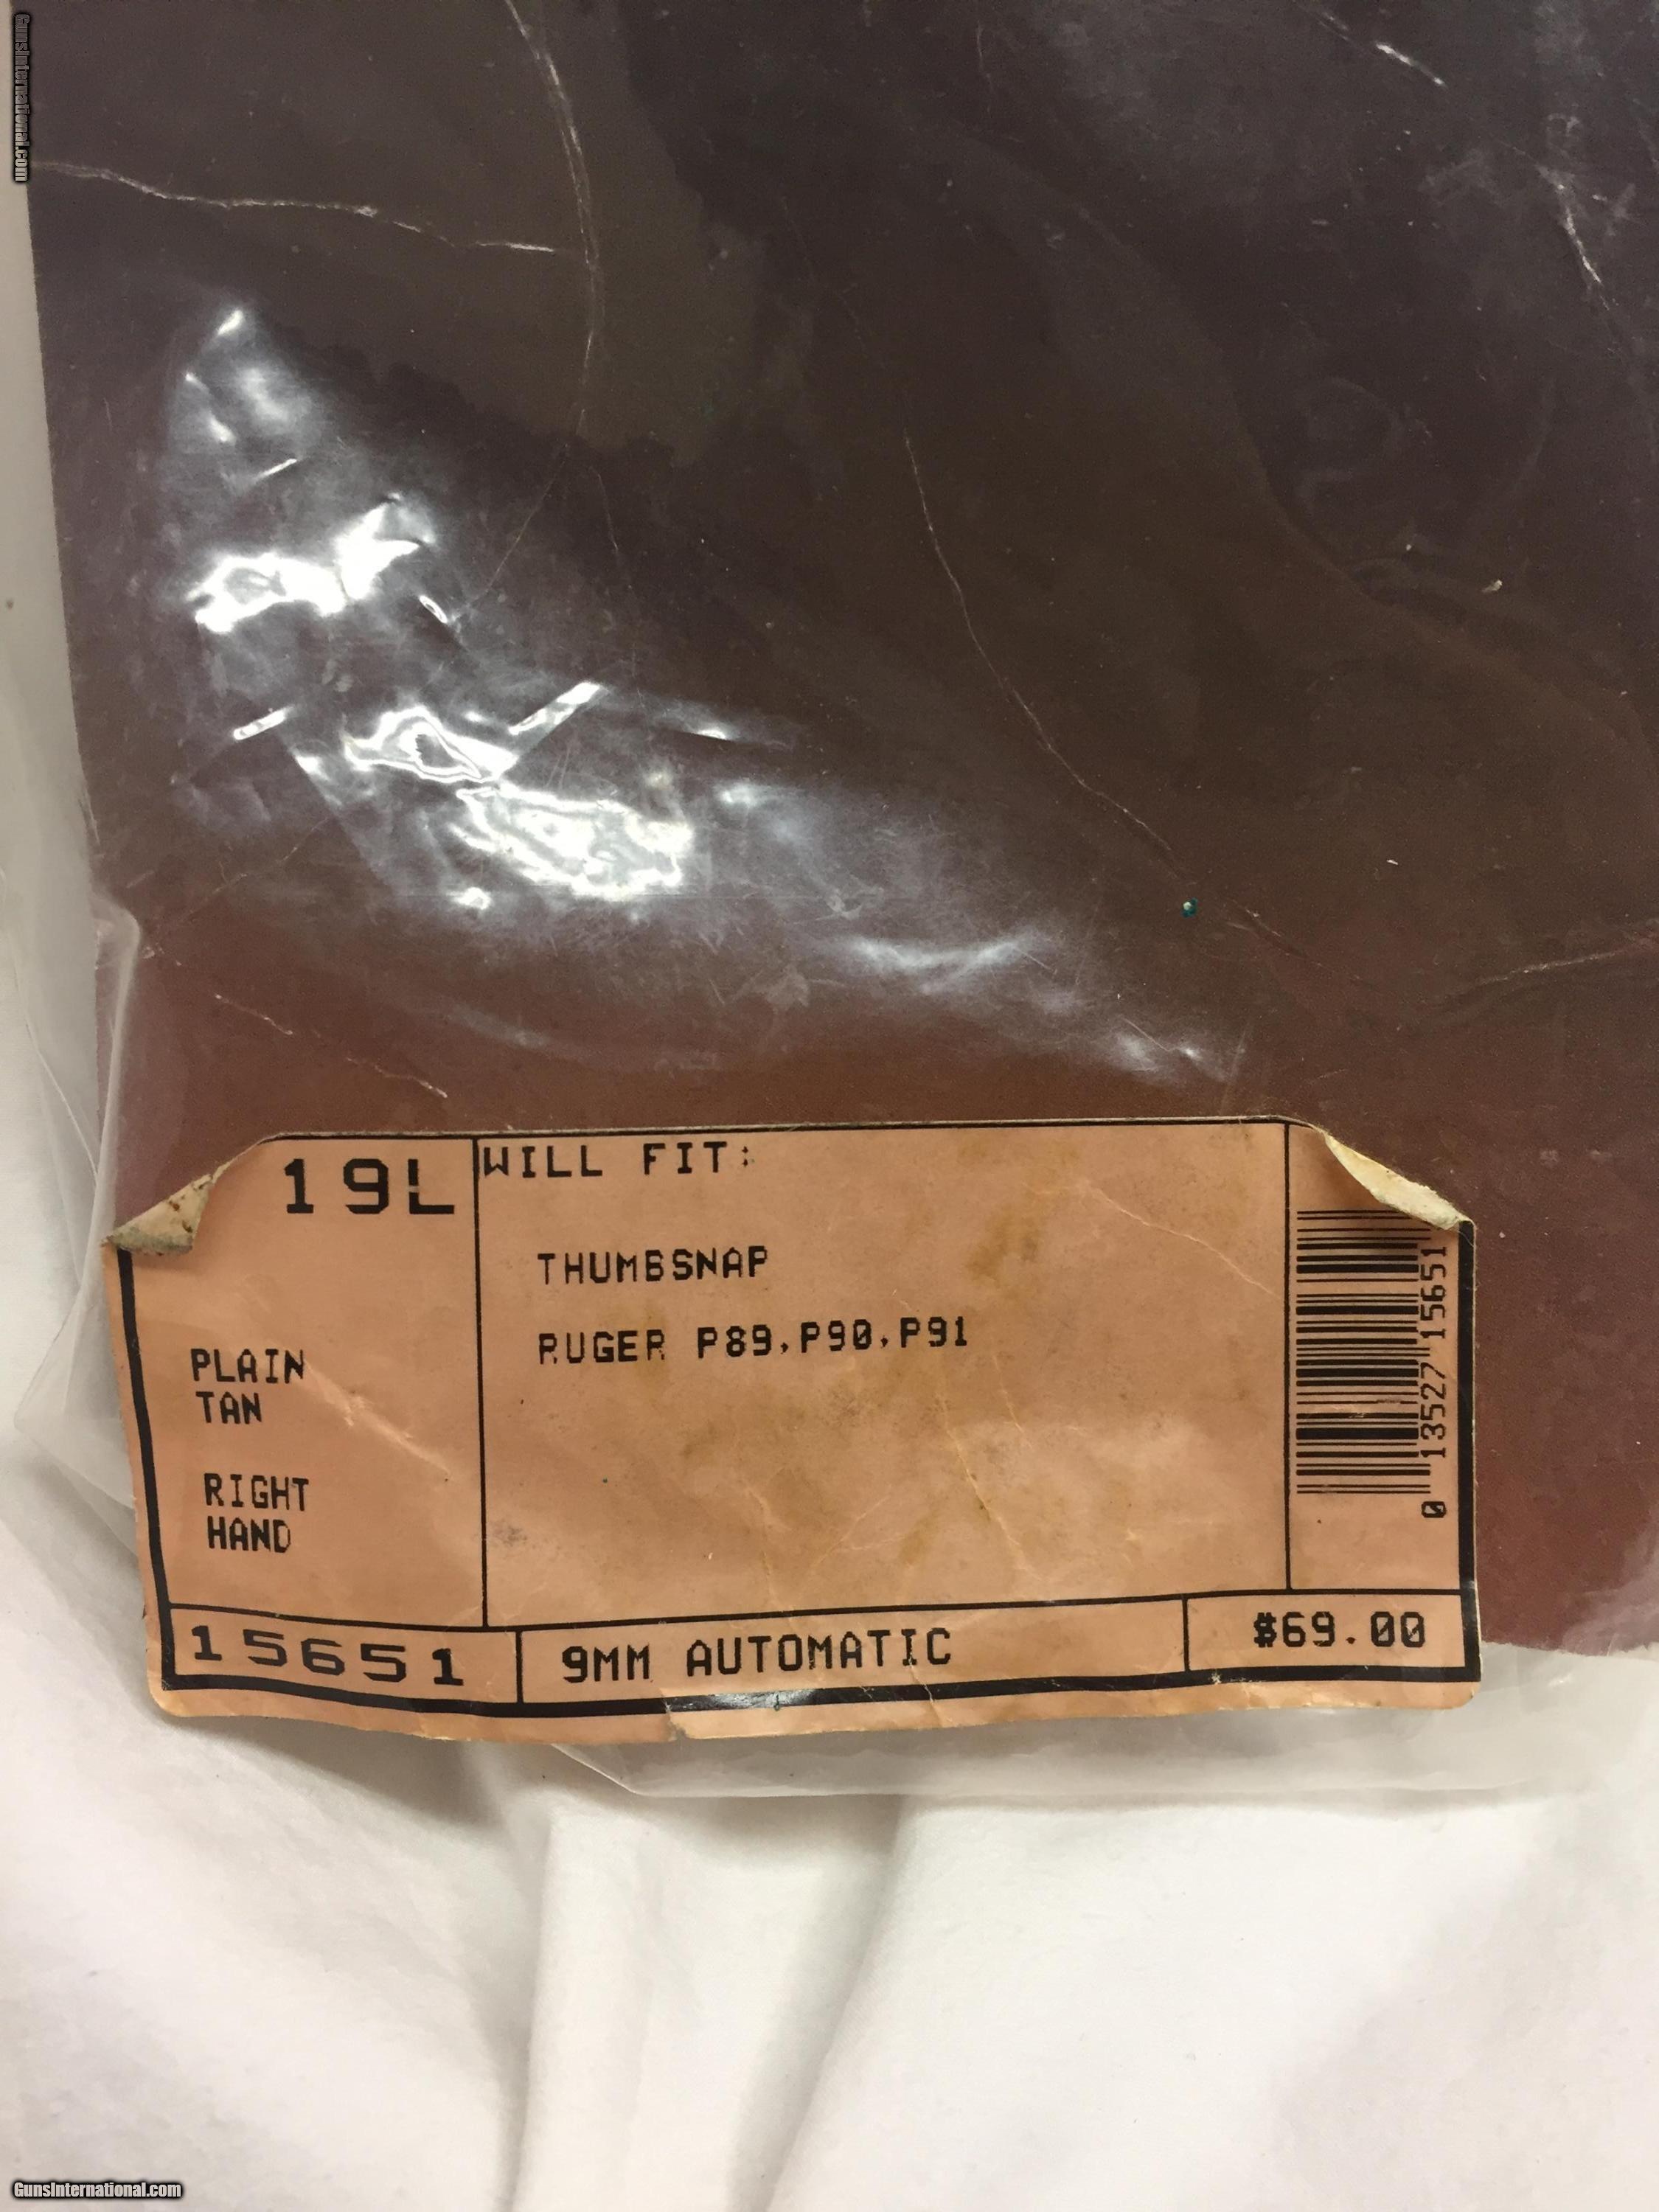 GunsInternational.com
19L
WILL FIT:
THUMBSNAP
RUGER P89,P90,P91
PLAIN
TAN
RIGHT
HAND
0 13527 15651
15651
9MM AUTOMATIC
$69.00
GunsInternational.com